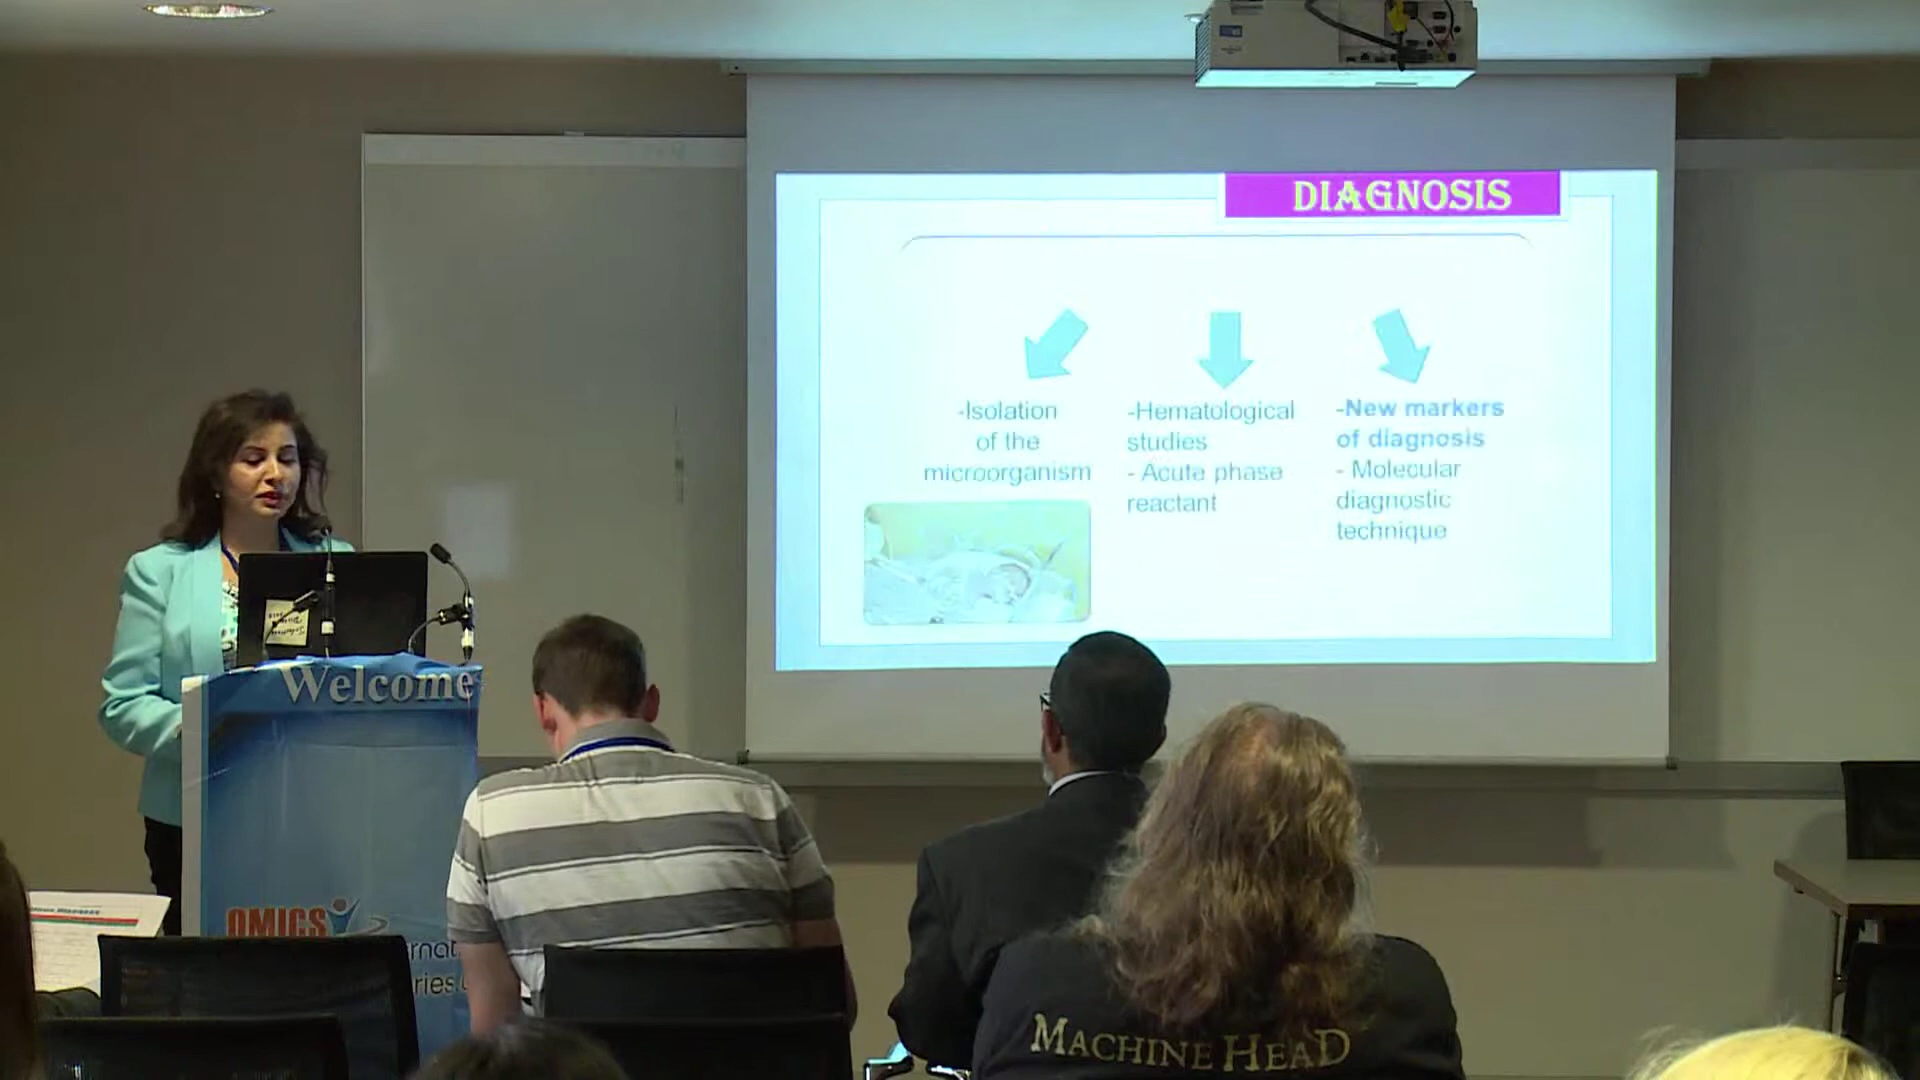 DIAGNOSIS
-Isolation
of the
microorganism
-Hematological
studies
- Acute phase
reactant
-New markers
of diagnosis
- Molecular
diagnostic
technique
Welcome
OMICS
MACHINE HEAD